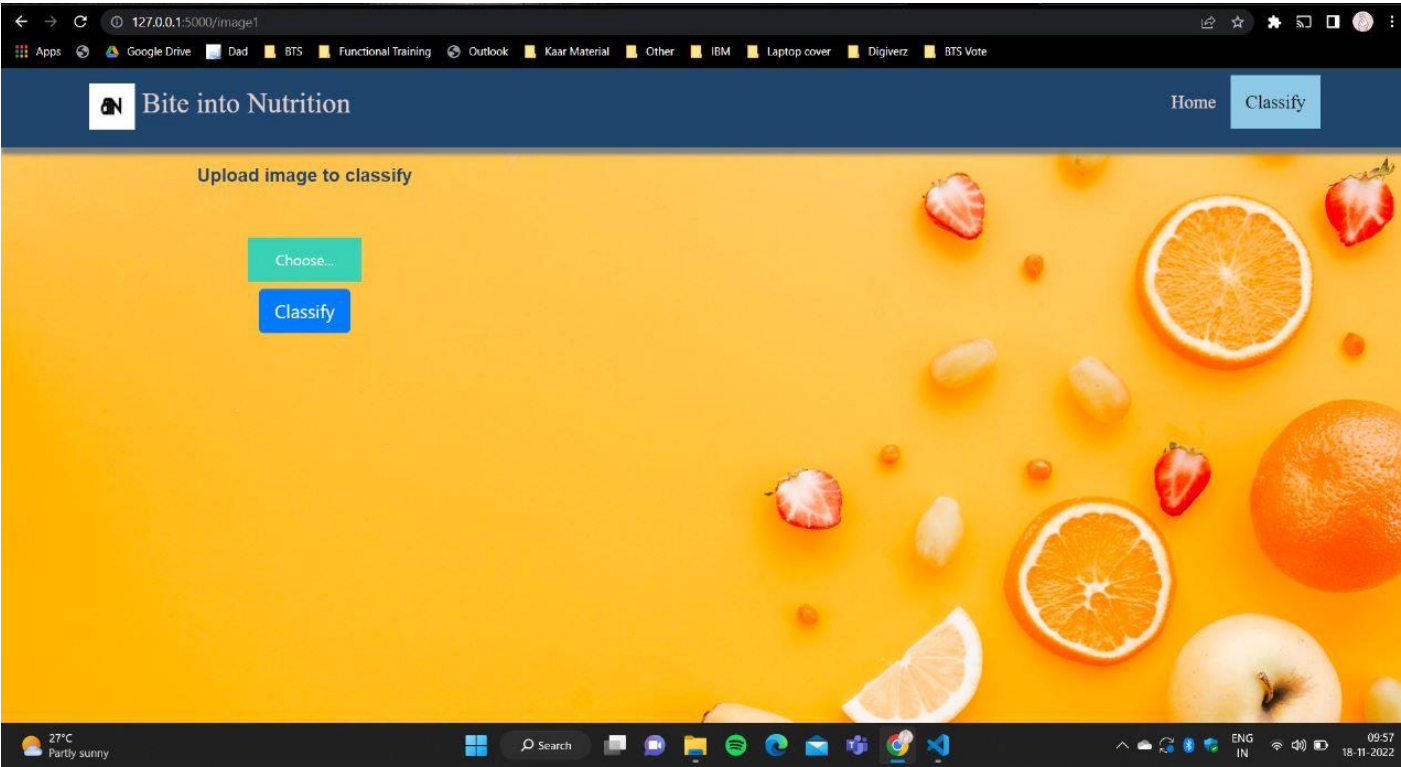 127.0.0.1:5000/image1
Apps Google Drive Dad BTS Functional Training Outlook Kaar Material Other IBM Laptop cover Digiverz BTS Vote
Bite into Nutrition Home Classify
Upload image to classify
Choose...
Classify
27°C
Partly sunny
Search
ENG
IN
09:57
18-11-2022